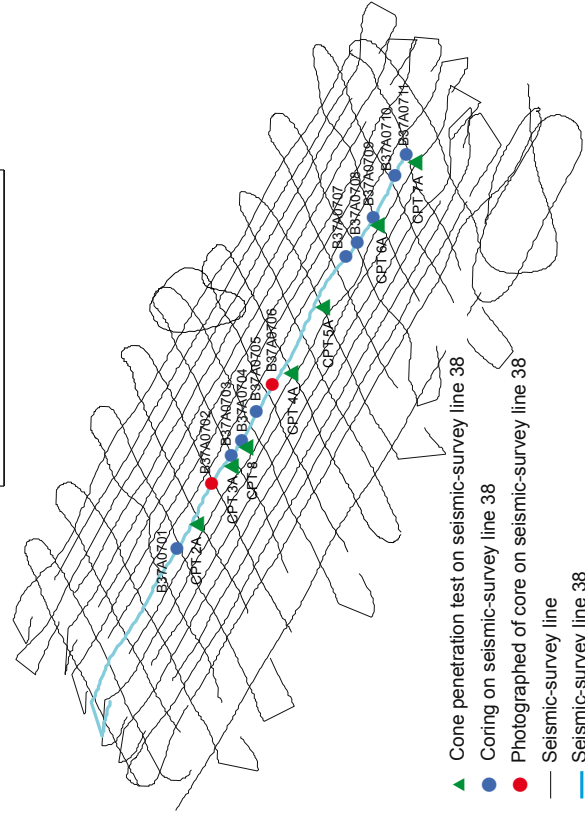 B37A0701
CPT 2A
B37A0702
CPT 3A
B37A0703
B37A0704
CPT 8
B37A0705
B37A0706
CPT 4A
CPT 5A
B37A0707
B37A0708
B37A0709
CPT 6A
B37A0710
B37A0711
CPT 7A
Cone penetration test on seismic-survey line 38
Coring on seismic-survey line 38
Photographed of core on seismic-survey line 38
Seismic-survey line
Seismic-survey line 38